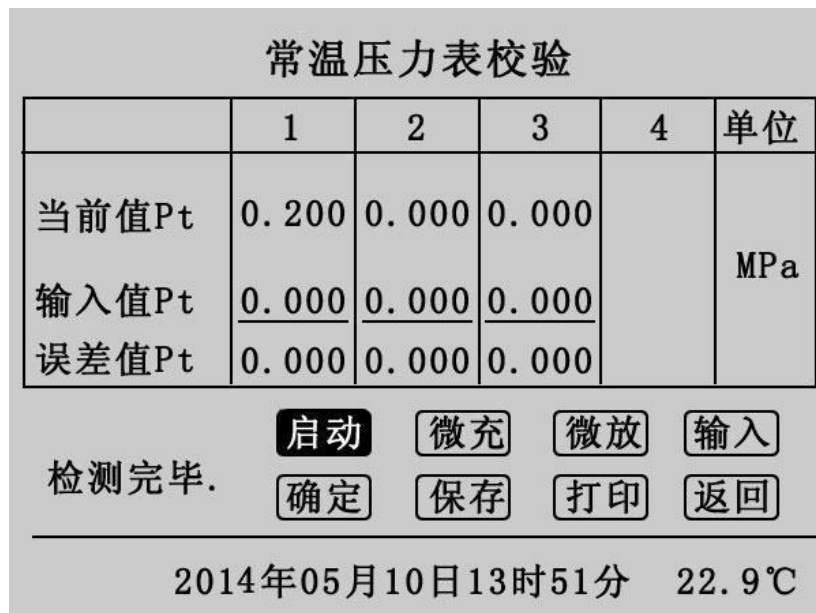 常温压力表校验
1 2 3 4 单位
当前值Pt 0.200 0.000 0.000
MPa
输入值Pt 0.000 0.000 0.000
误差值Pt 0.000 0.000 0.000
启动 微充 微放 输入
检测完毕.
确定 保存 打印 返回
2014年05月10日13时51分 22.9℃